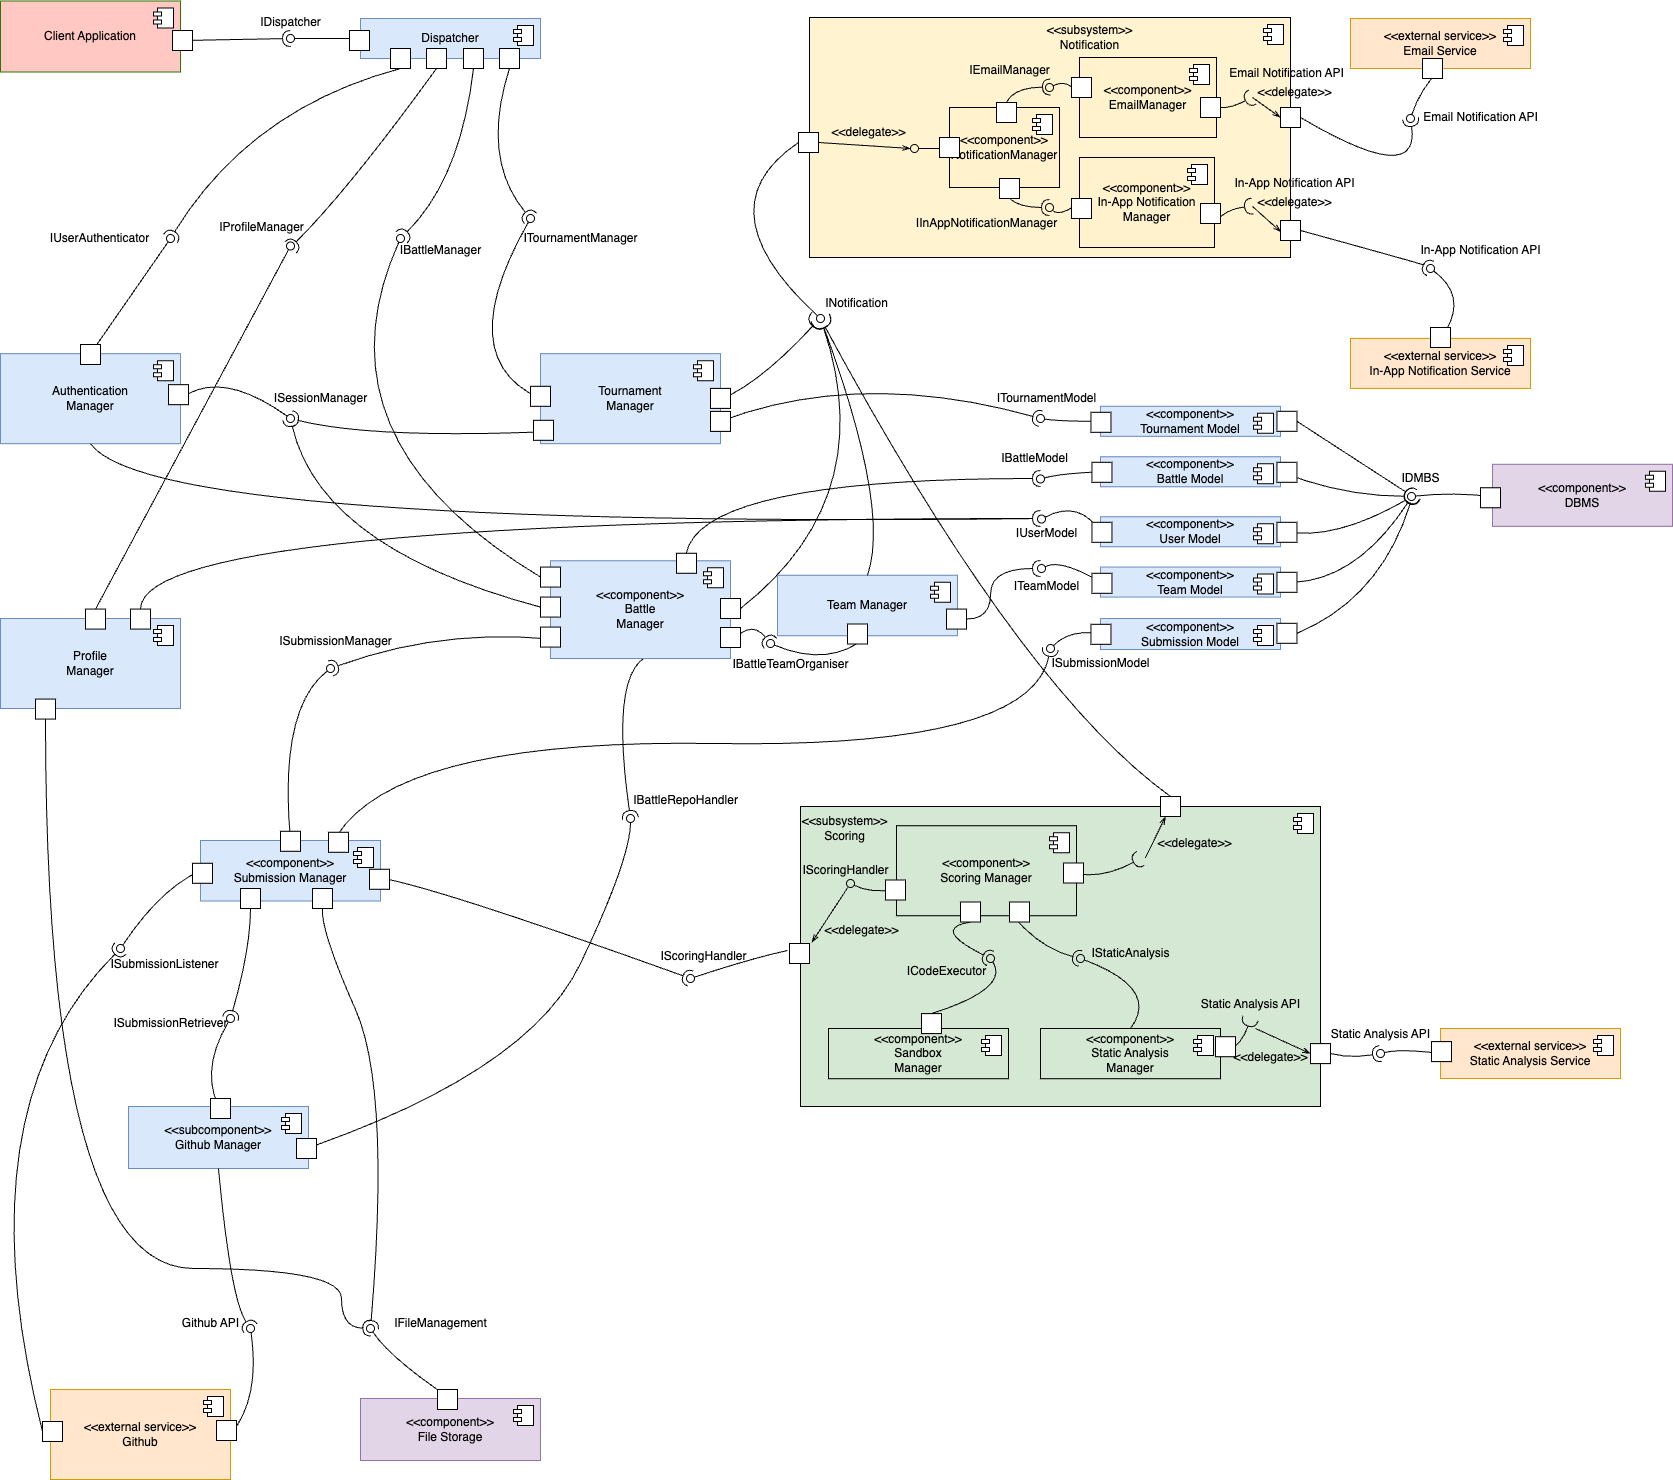 Client Application
IDispatcher
Dispatcher
<<subsystem>>
Notification
IEmailManager
<<component>>
EmailManager
Email Notification API
<<delegate>>
<<external service>>
Email Service
Email Notification API
<<delegate>>
<<component>>
NotificationManager
<<component>>
In-App Notification
Manager
IInAppNotificationManager
In-App Notification API
<<delegate>>
In-App Notification API
<<external service>>
In-App Notification Service
IUserAuthenticator
IProfileManager
IBattleManager
ITournamentManager
INotification
Authentication
Manager
ISessionManager
Tournament
Manager
ITournamentModel
<<component>>
Tournament Model
IBattleModel
<<component>>
Battle Model
IDMBS
<<component>>
DBMS
IUserModel
<<component>>
User Model
ITeamModel
<<component>>
Team Model
<<component>>
Submission Model
ISubmissionModel
<<component>>
Battle
Manager
Team Manager
IBattleTeamOrganiser
ISubmissionManager
Profile
Manager
IBattleRepoHandler
<<component>>
Submission Manager
<<subsystem>>
Scoring
IScoringHandler
<<component>>
Scoring Manager
<<delegate>>
<<delegate>>
ISubmissionListener
IScoringHandler
ICodeExecutor
IStaticAnalysis
ISubmissionRetriever
Static Analysis API
<<component>>
Sandbox
Manager
<<component>>
Static Analysis
Manager
<<delegate>>
Static Analysis API
<<external service>>
Static Analysis Service
<<subcomponent>>
Github Manager
Github API
IFileManagement
<<external service>>
Github
<<component>>
File Storage